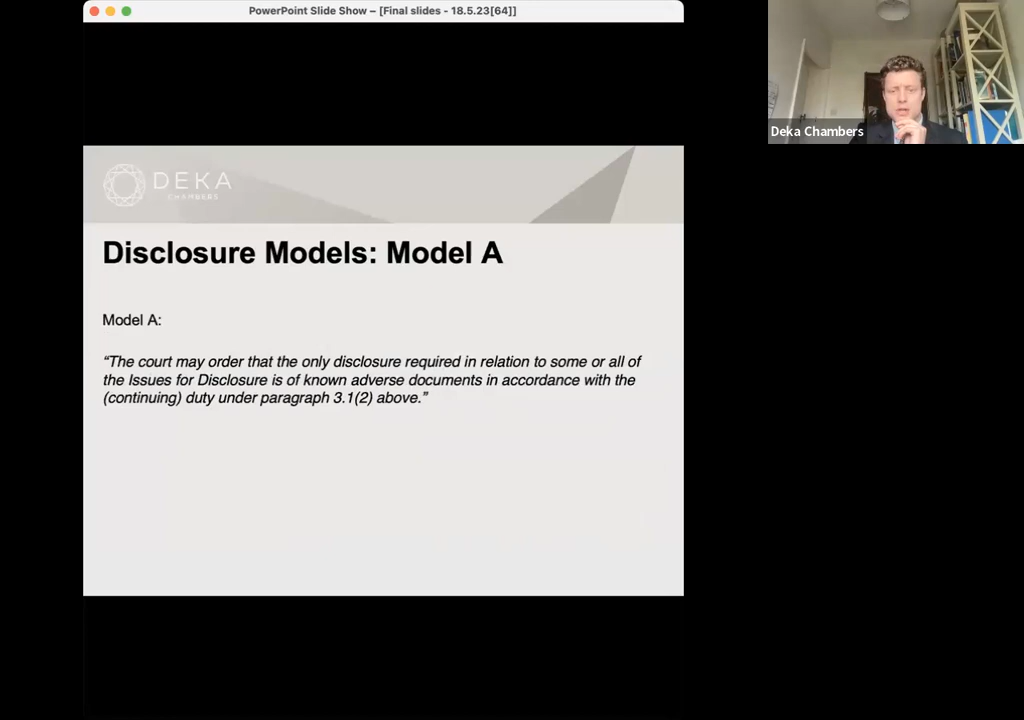 PowerPoint Slide Show – [Final slides - 18.5.23[64]]
Deka Chambers
DEKA
CHAMBERS
Disclosure Models: Model A
Model A:
“The court may order that the only disclosure required in relation to some or all of
the Issues for Disclosure is of known adverse documents in accordance with the
(continuing) duty under paragraph 3.1(2) above.”